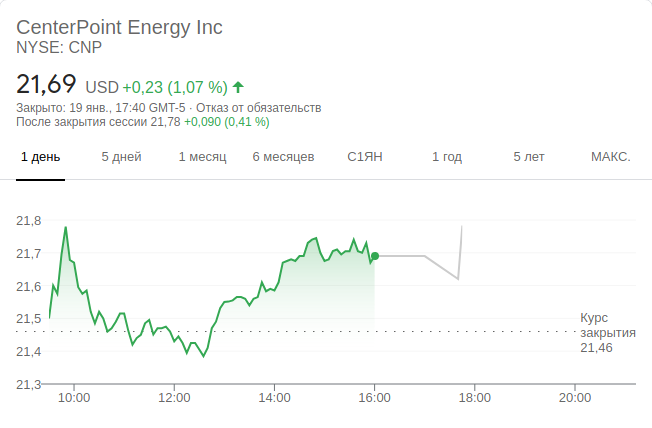 CenterPoint Energy Inc
NYSE: CNP
21,69 USD +0,23 (1,07 %)
Закрыто: 19 янв., 17:40 GMT-5 · Отказ от обязательств
После закрытия сессии 21,78 +0,090 (0,41 %)
1 день 5 дней 1 месяц 6 месяцев С1ЯН 1 год 5 лет МАКС.
21,8
21,7
21,6
21,5
21,4
21,3
Курс
закрытия
21,46
10:00 12:00 14:00 16:00 18:00 20:00